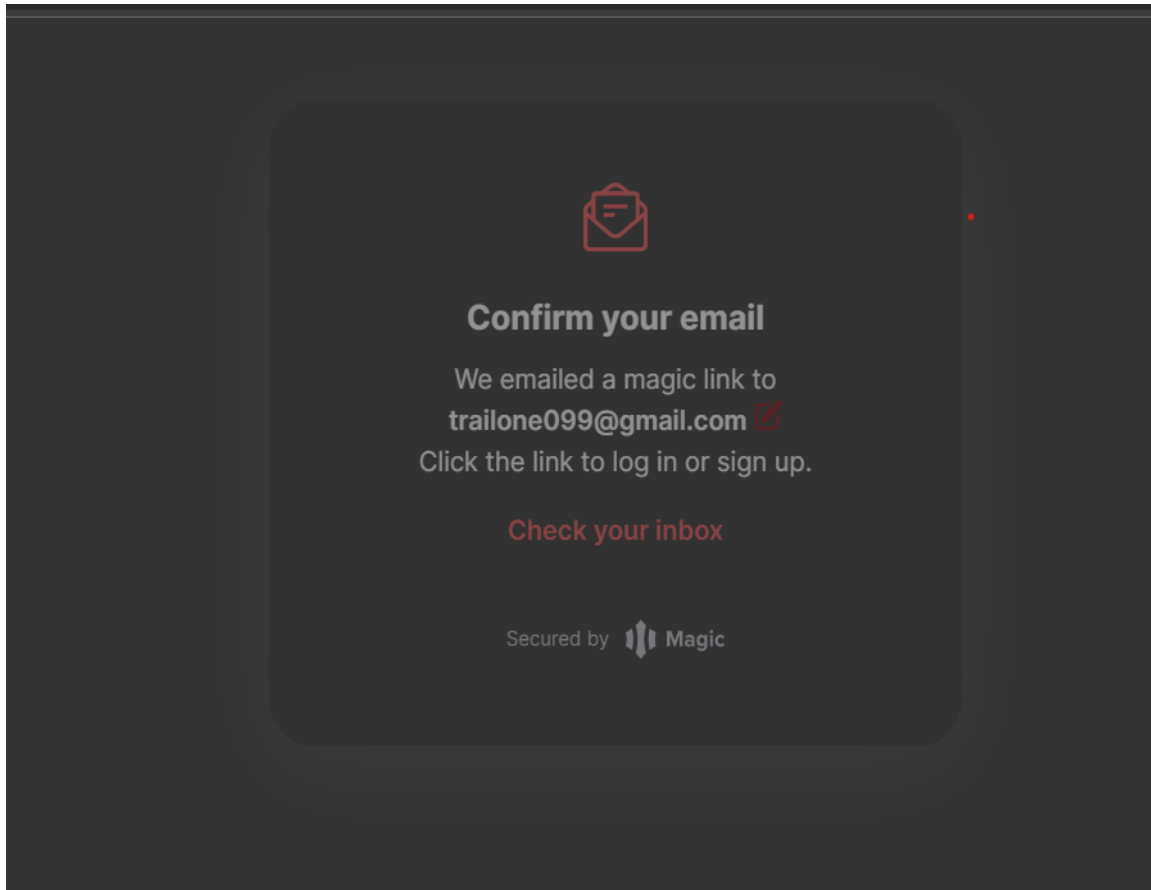 Confirm your email
We emailed a magic link to
trailone099@gmail.com
Click the link to log in or sign up.
Check your inbox
Secured by Magic